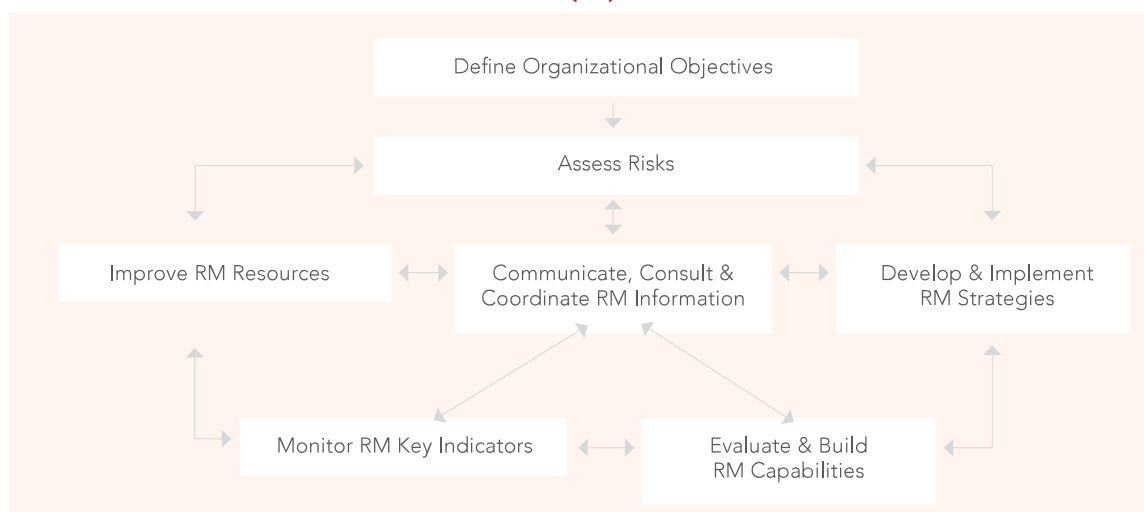 Define Organizational Objectives
Assess Risks
Improve RM Resources
Communicate, Consult &
Coordinate RM Information
Develop & Implement
RM Strategies
Monitor RM Key Indicators
Evaluate & Build
RM Capabilities